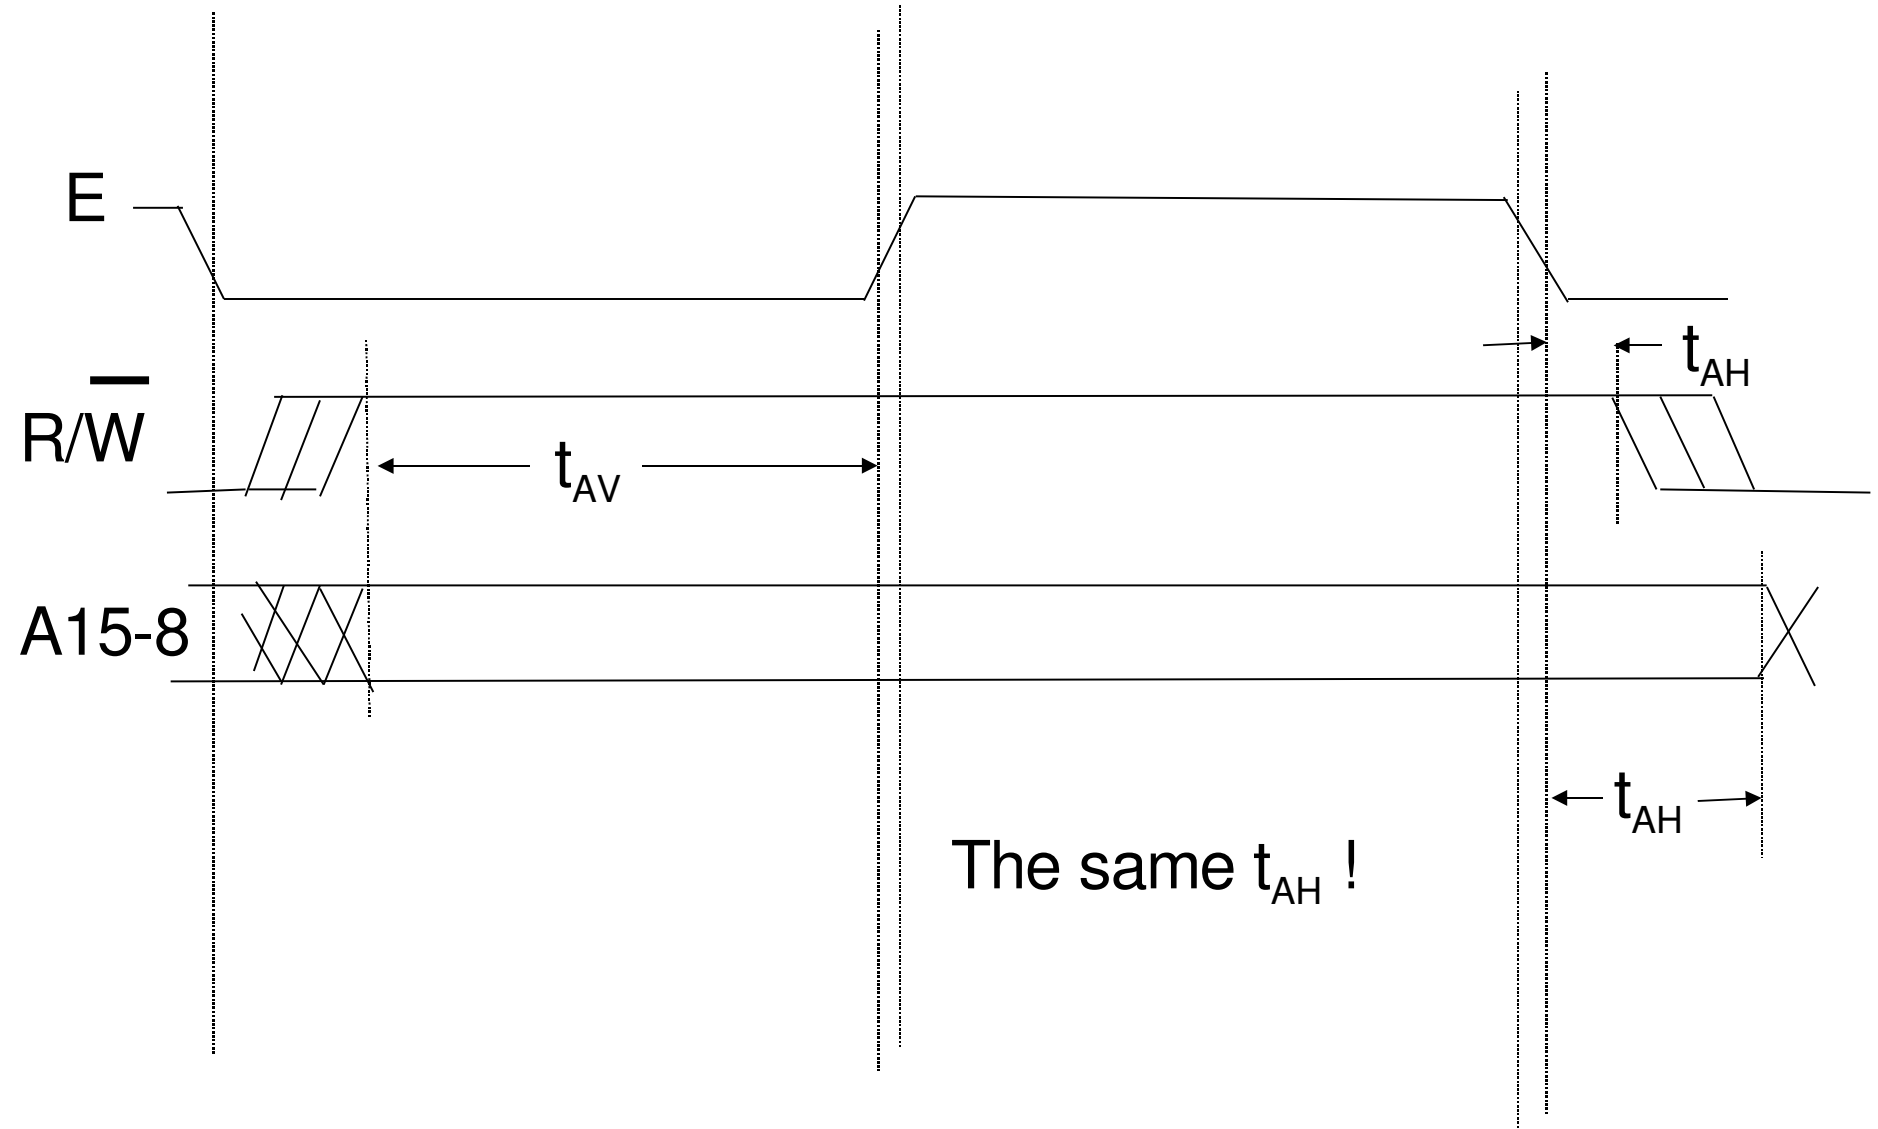 E
t_AH
R/W̅
t_AV
A15-8
t_AH
The same t_AH !